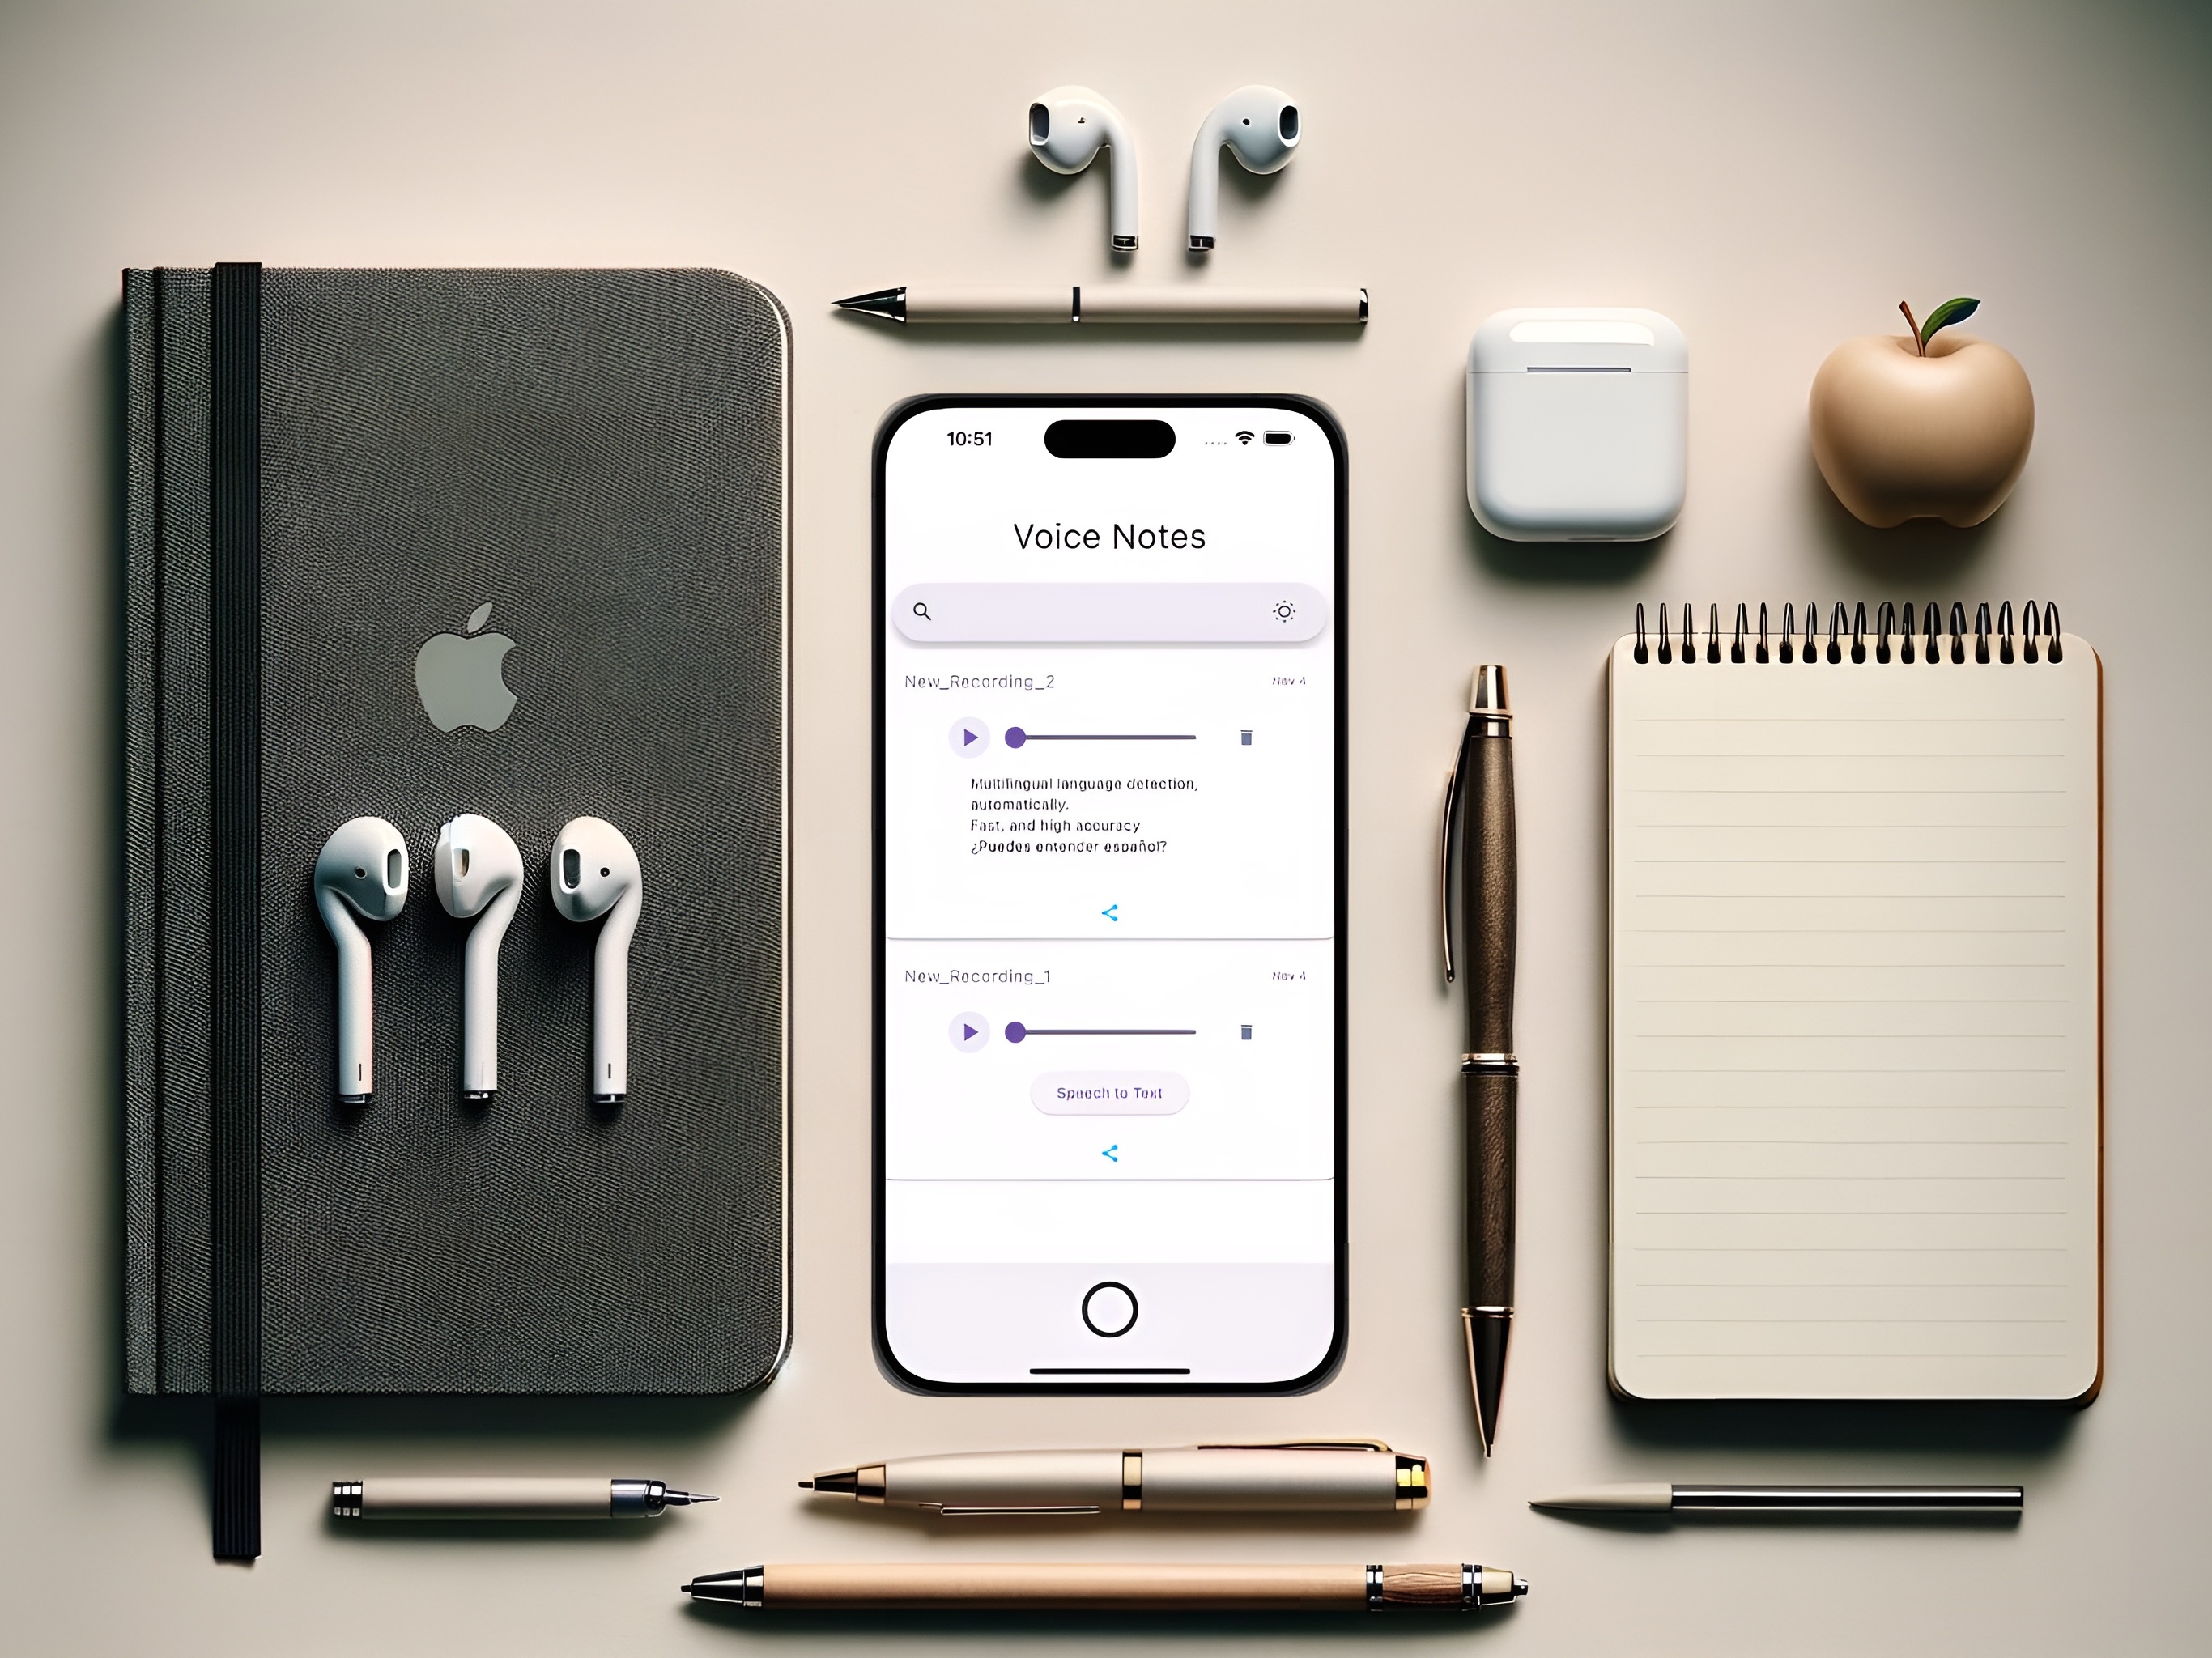 10:51
Voice Notes
New_Recording_2 Nov 4
Multilingual language detection,
automatically.
Fast, and high accuracy
¿Puedes entender español?
New_Recording_1 Nov 4
Speech to Text